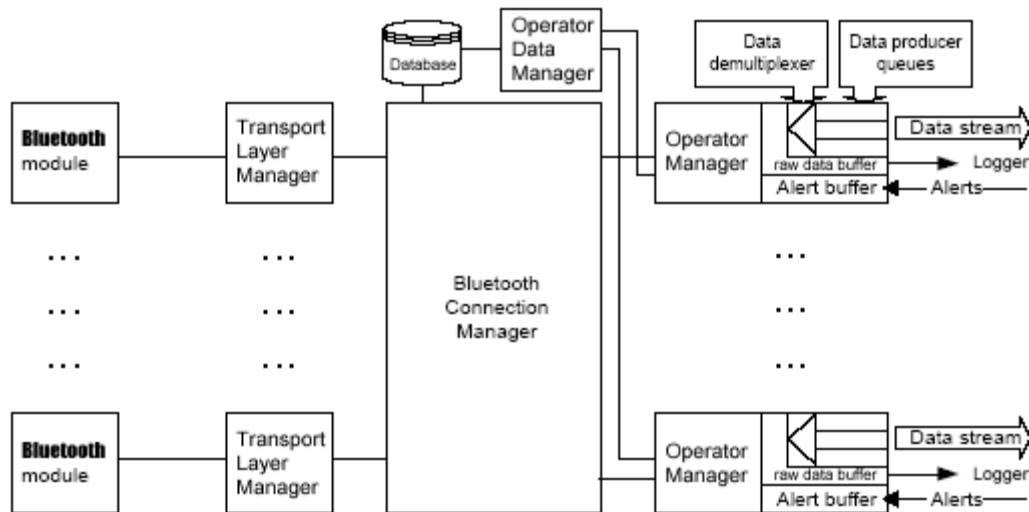 Operator
Data
Manager
Database
Data
demultiplexer
Data producer
queues
Bluetooth
module
Transport
Layer
Manager
Operator
Manager
Data stream
raw data buffer
Logger
Alert buffer
Alerts
...
...
...
...
...
...
...
...
...
Bluetooth
Connection
Manager
Bluetooth
module
Transport
Layer
Manager
Operator
Manager
Data stream
raw data buffer
Logger
Alert buffer
Alerts